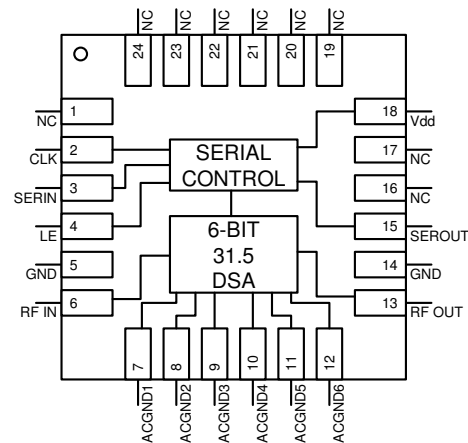 NC
NC
NC
NC
NC
NC
24
23
22
21
20
19
1
NC
18
Vdd
2
CLK
17
NC
SERIAL
CONTROL
3
SERIN
16
NC
4
LE
15
SEROUT
6-BIT
31.5
DSA
5
GND
14
GND
6
RF IN
13
RF OUT
7
8
9
10
11
12
ACGND1
ACGND2
ACGND3
ACGND4
ACGND5
ACGND6